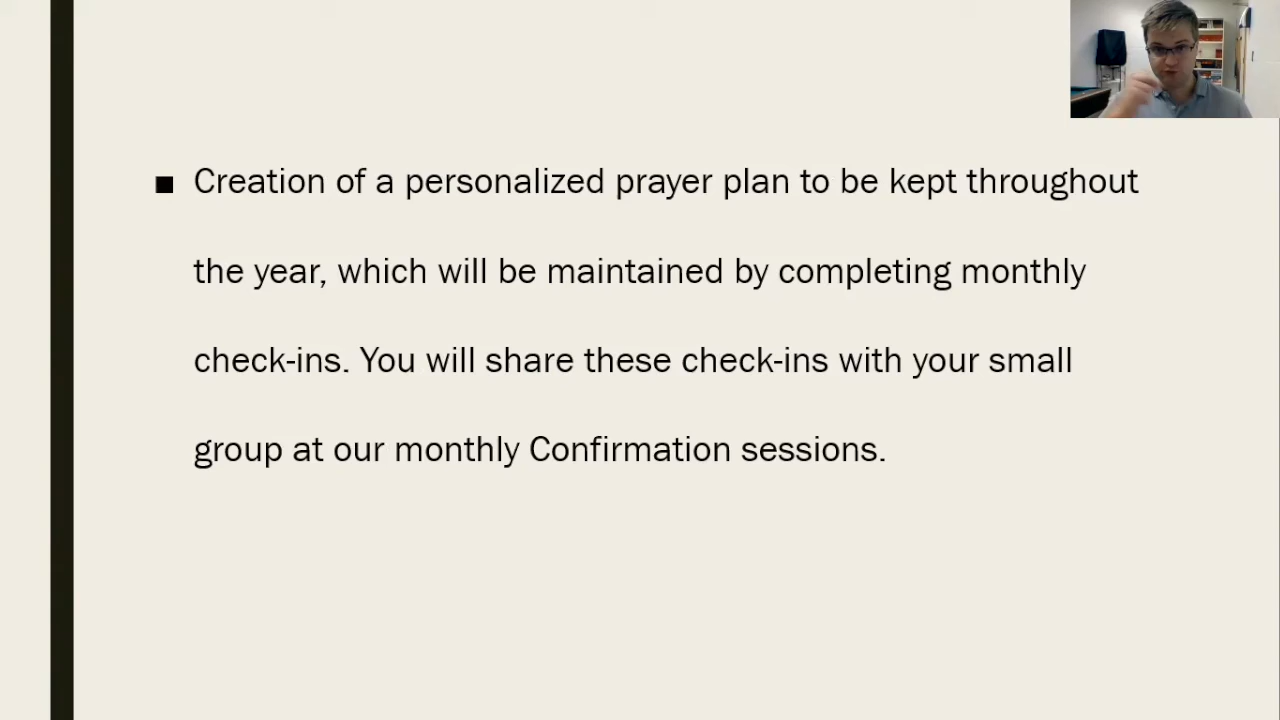 Creation of a personalized prayer plan to be kept throughout
the year, which will be maintained by completing monthly
check-ins. You will share these check-ins with your small
group at our monthly Confirmation sessions.